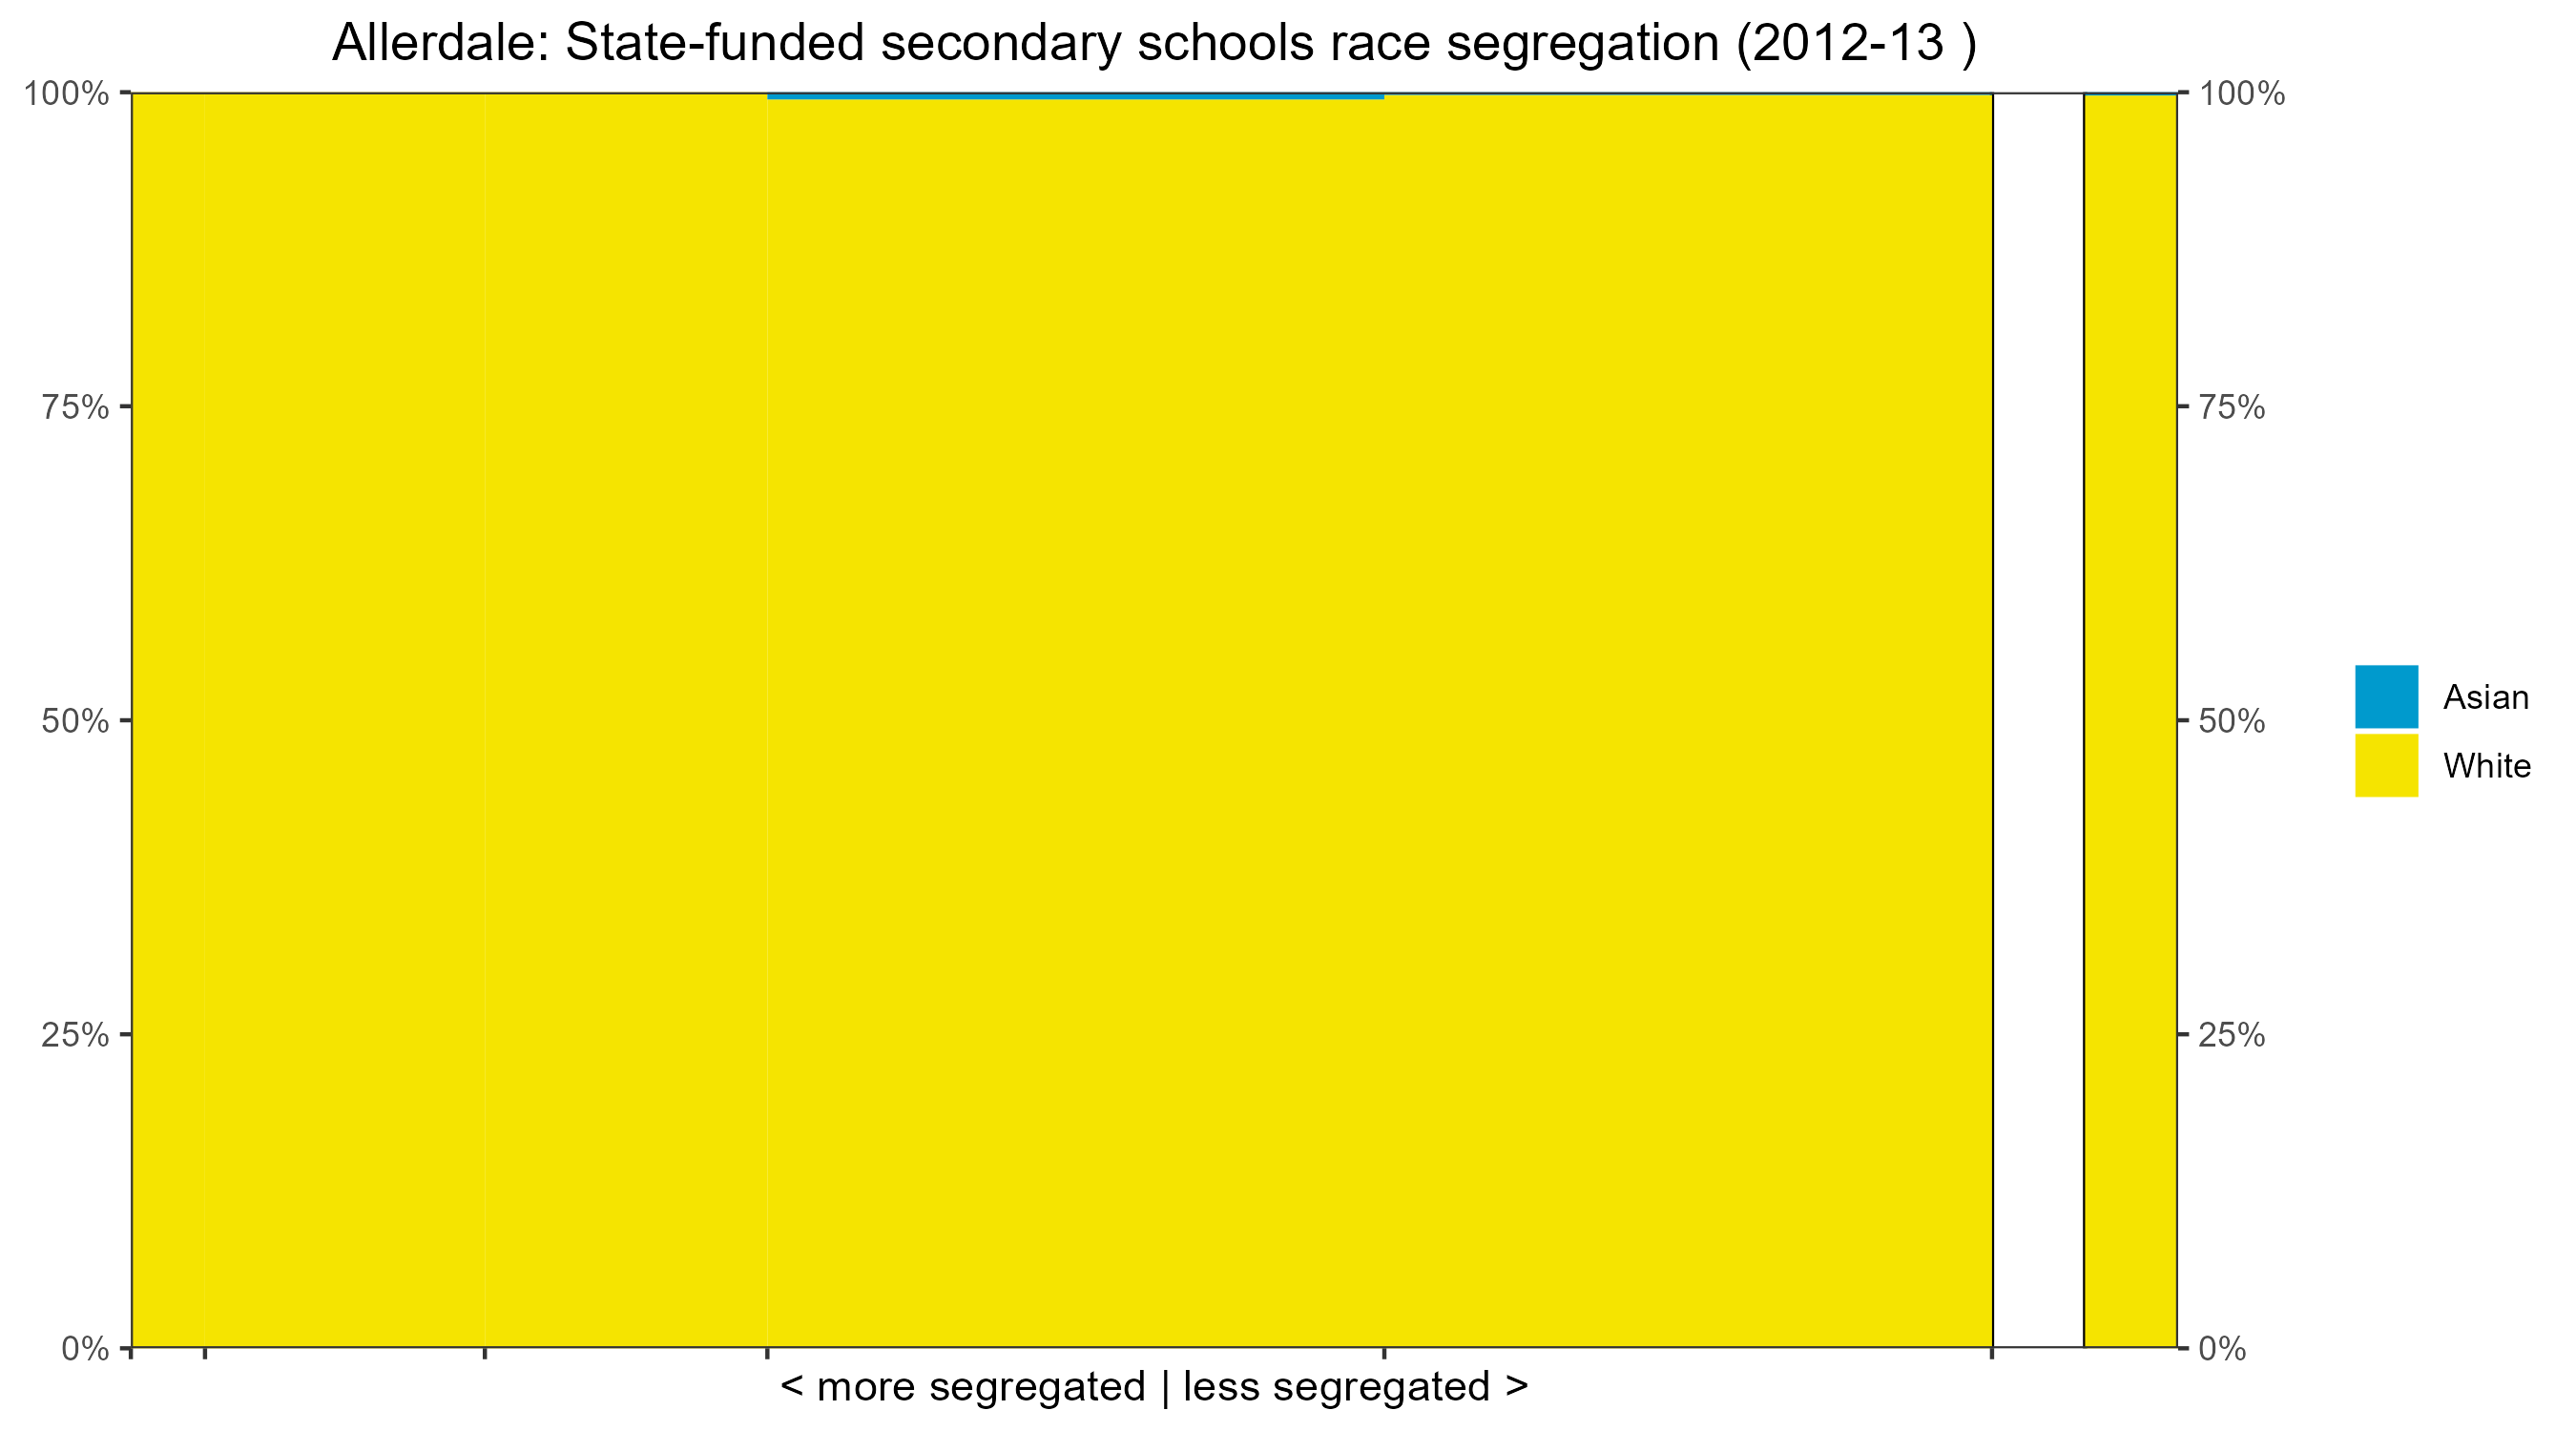 Allerdale: State-funded secondary schools race segregation (2012-13 )
100%
75%
50%
25%
0%
100%
75%
50%
25%
0%
Asian
White
< more segregated | less segregated >